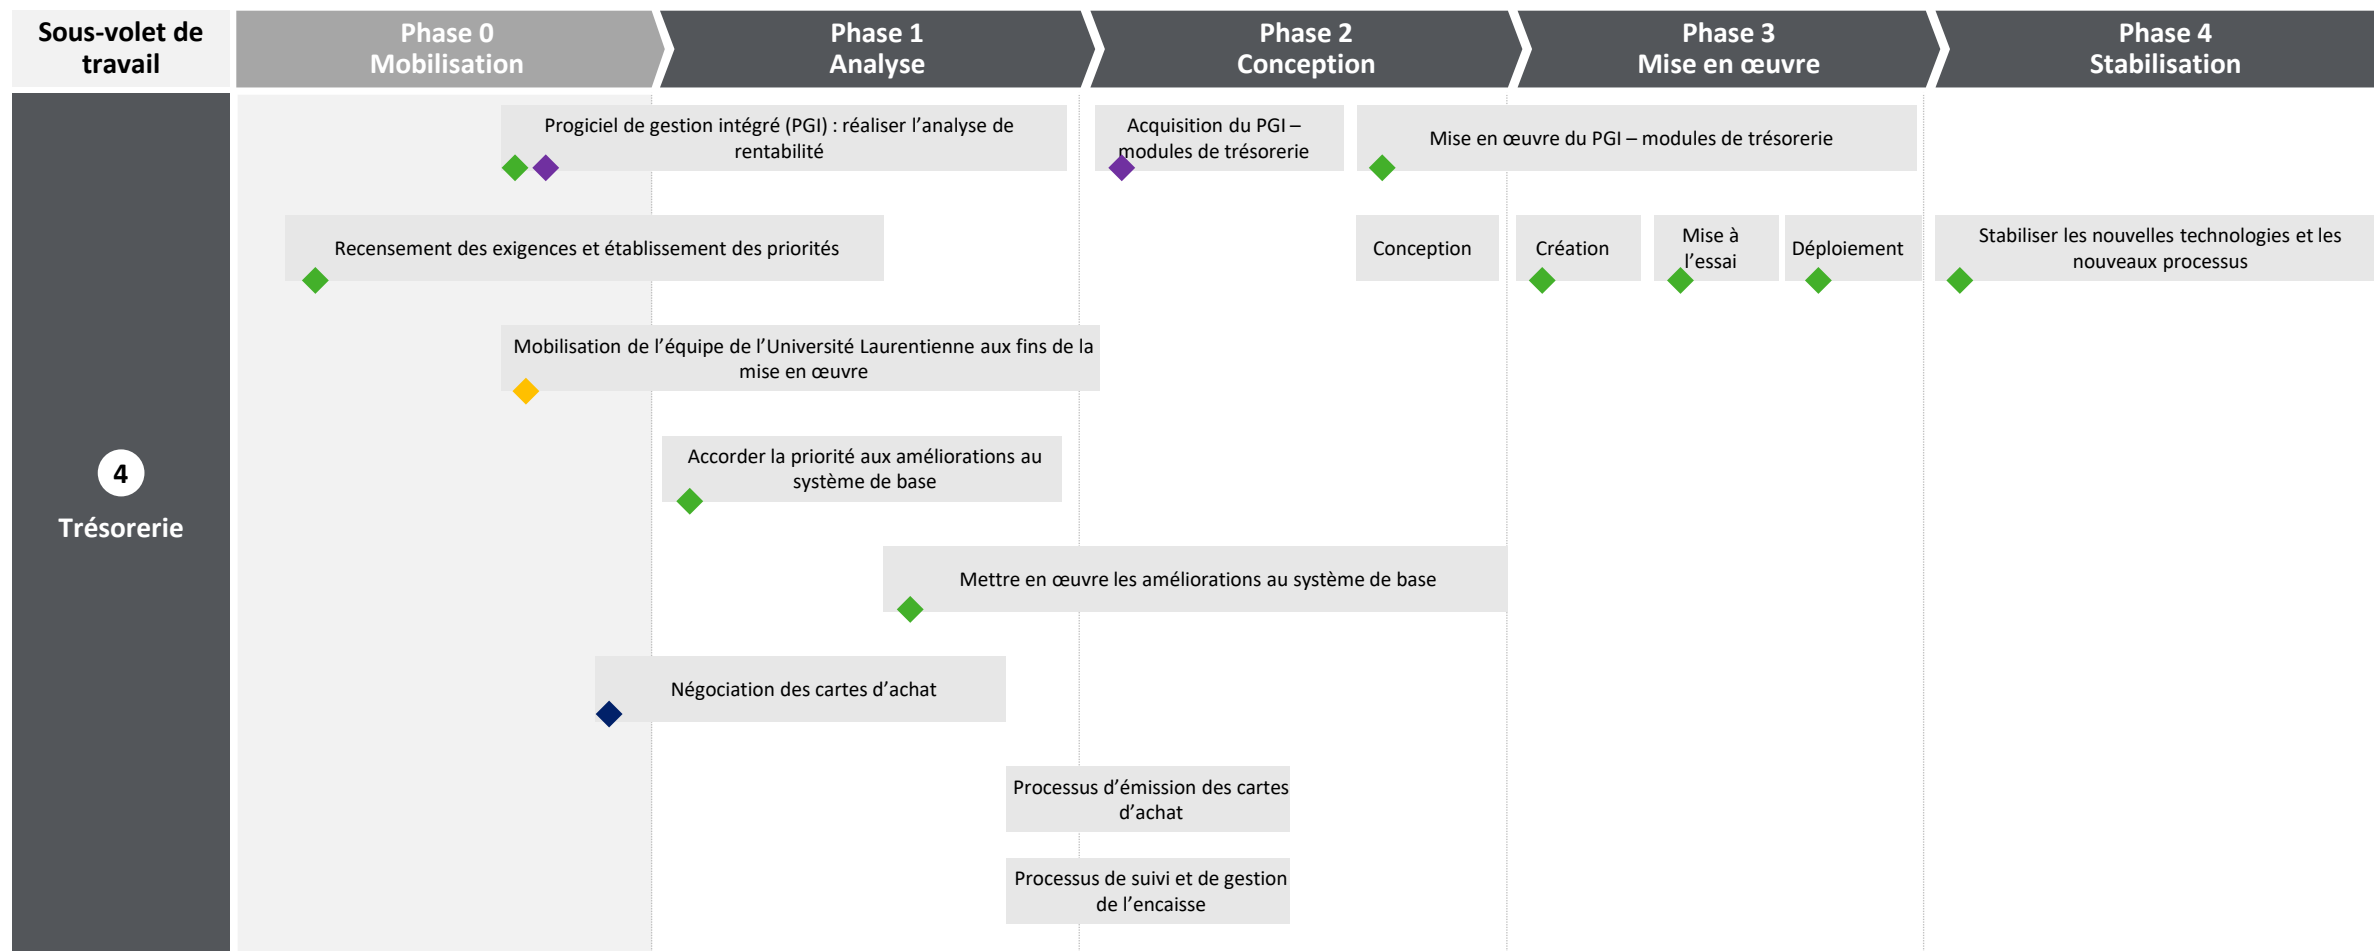 Sous-volet de
travail
Phase 0
Mobilisation
Phase 1
Analyse
Phase 2
Conception
Phase 3
Mise en œuvre
Phase 4
Stabilisation
4
Trésorerie
Progiciel de gestion intégré (PGI) : réaliser l’analyse de
rentabilité
Acquisition du PGI –
modules de trésorerie
Mise en œuvre du PGI – modules de trésorerie
Recensement des exigences et établissement des priorités
Conception
Création
Mise à
l’essai
Déploiement
Stabiliser les nouvelles technologies et les
nouveaux processus
Mobilisation de l’équipe de l’Université Laurentienne aux fins de la
mise en œuvre
Accorder la priorité aux améliorations au
système de base
Mettre en œuvre les améliorations au système de base
Négociation des cartes d’achat
Processus d’émission des cartes
d’achat
Processus de suivi et de gestion
de l’encaisse